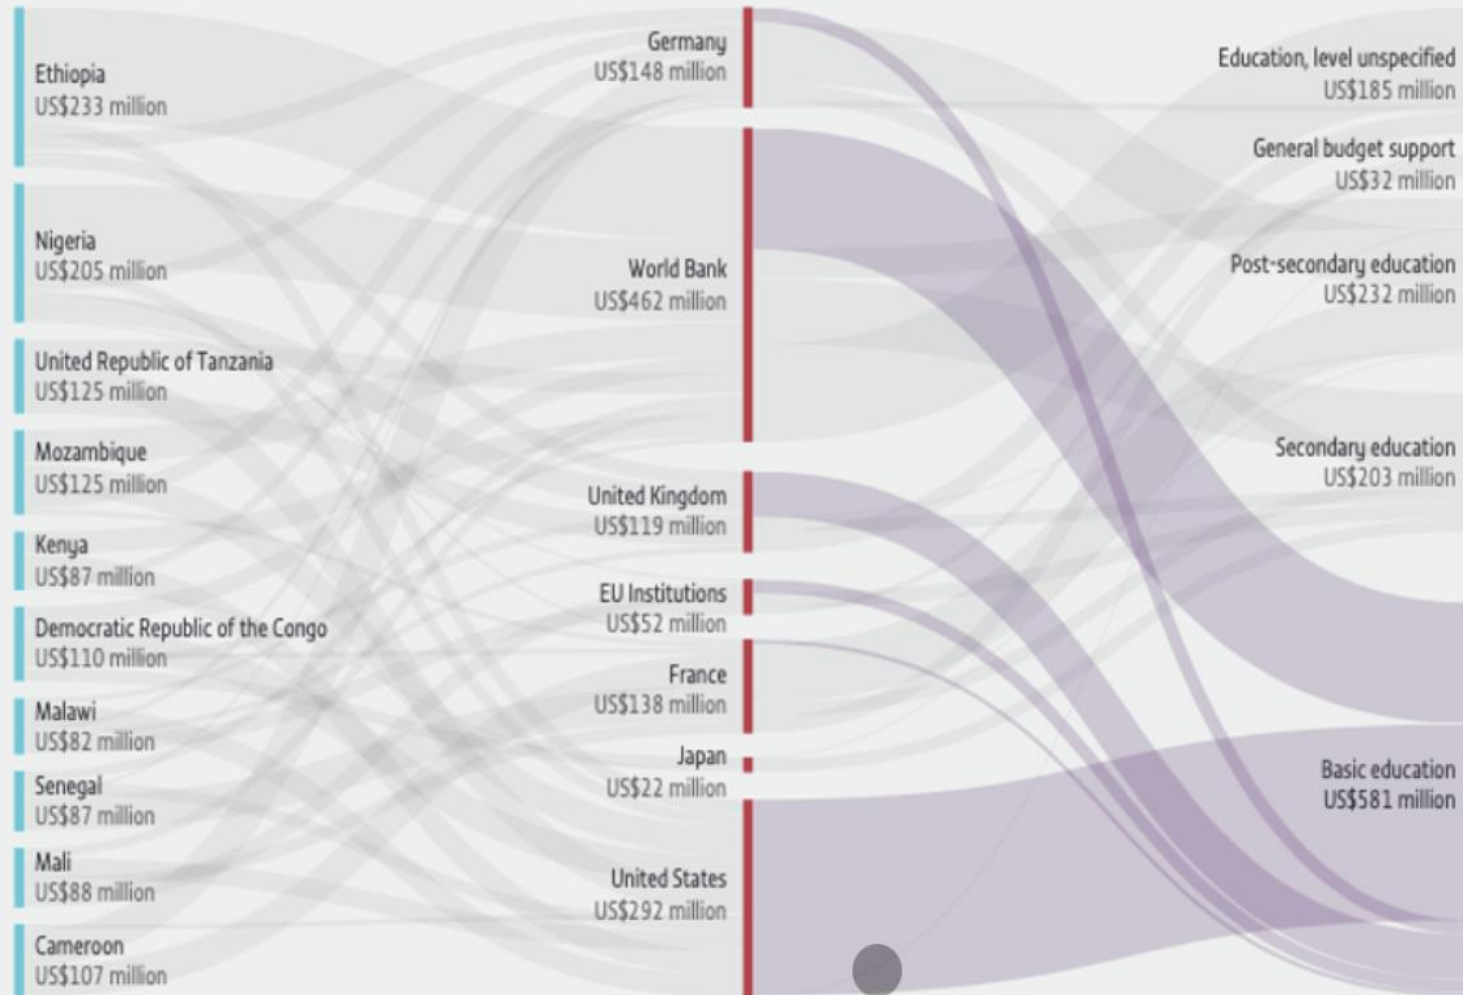 Ethiopia
US$233 million
Nigeria
US$205 million
United Republic of Tanzania
US$125 million
Mozambique
US$125 million
Kenya
US$87 million
Democratic Republic of the Congo
US$110 million
Malawi
US$82 million
Senegal
US$87 million
Mali
US$88 million
Cameroon
US$107 million
Germany
US$148 million
World Bank
US$462 million
United Kingdom
US$119 million
EU Institutions
US$52 million
France
US$138 million
Japan
US$22 million
United States
US$292 million
Education, level unspecified
US$185 million
General budget support
US$32 million
Post-secondary education
US$232 million
Secondary education
US$203 million
Basic education
US$581 million